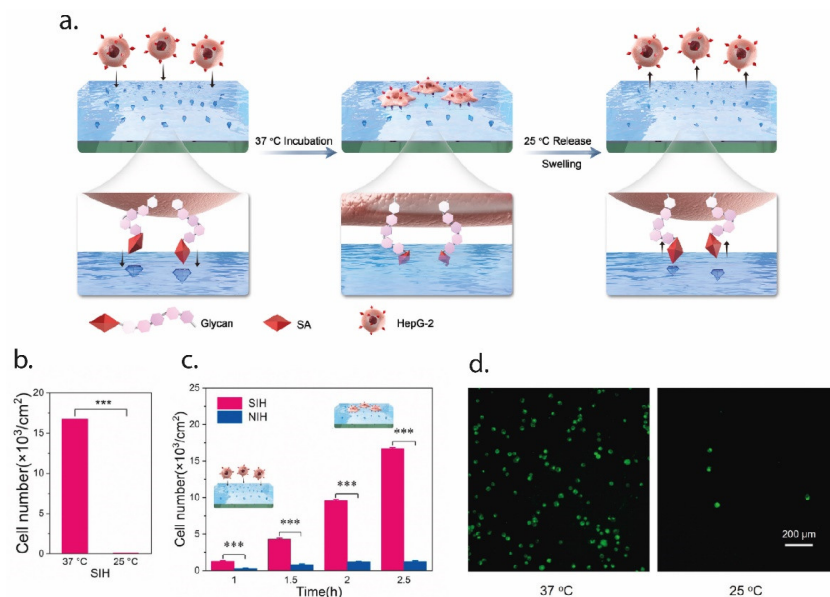 a.
37 °C Incubation
25 °C Release
Swelling
Glycan
SA
HepG-2
b.
Cell number(×10³/cm²)
20
15
10
5
0
***
37 °C
25 °C
SIH
c.
Cell number(×10³/cm²)
25
20
15
10
5
0
SIH
NIH
***
***
***
***
1
1.5
2
2.5
Time(h)
d.
200 µm
37 °C
25 °C